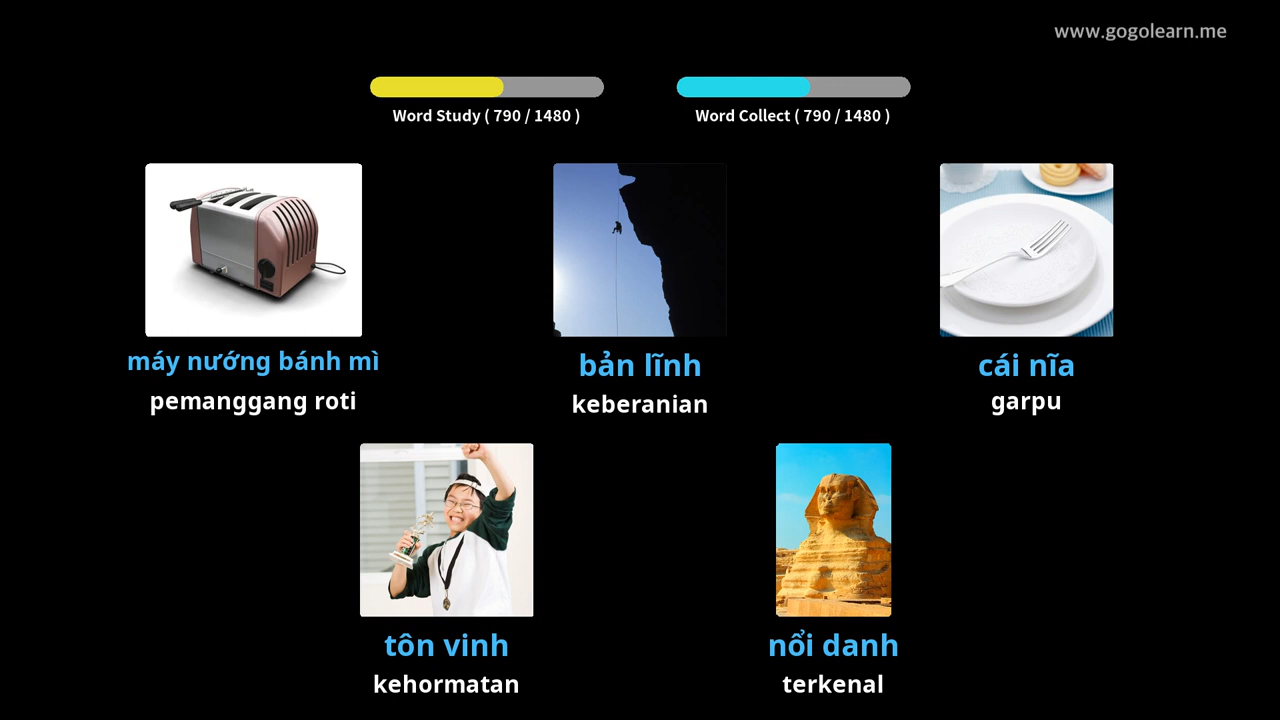 www.gogolearn.me
Word Study ( 790 / 1480 )
Word Collect ( 790 / 1480 )
máy nướng bánh mì
pemanggang roti
bản lĩnh
keberanian
cái nĩa
garpu
tôn vinh
kehormatan
nổi danh
terkenal